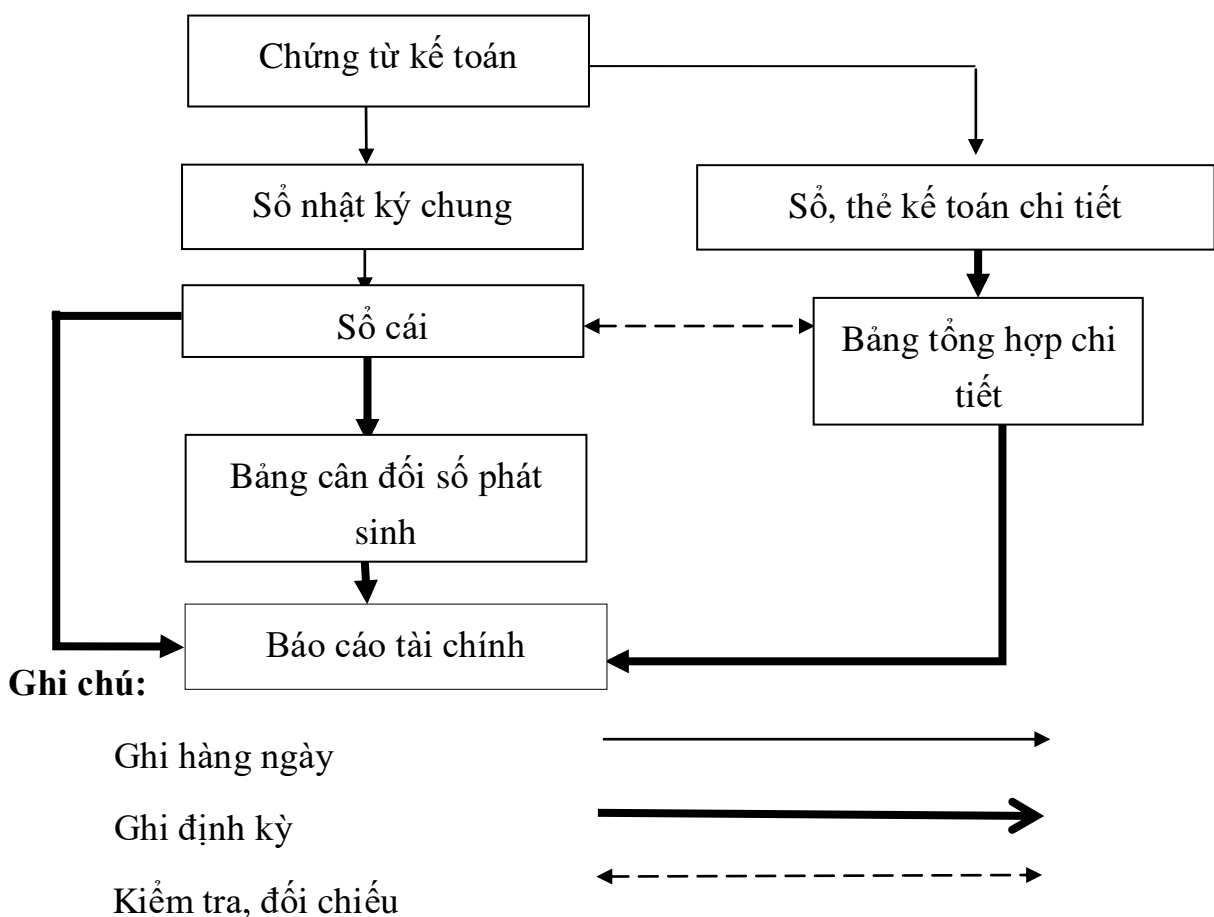 Chứng từ kế toán
Sổ nhật ký chung
Sổ, thẻ kế toán chi tiết
Sổ cái
Bảng tổng hợp chi
tiết
Bảng cân đối số phát
sinh
Báo cáo tài chính
Ghi chú:
Ghi hàng ngày
Ghi định kỳ
Kiểm tra, đối chiếu